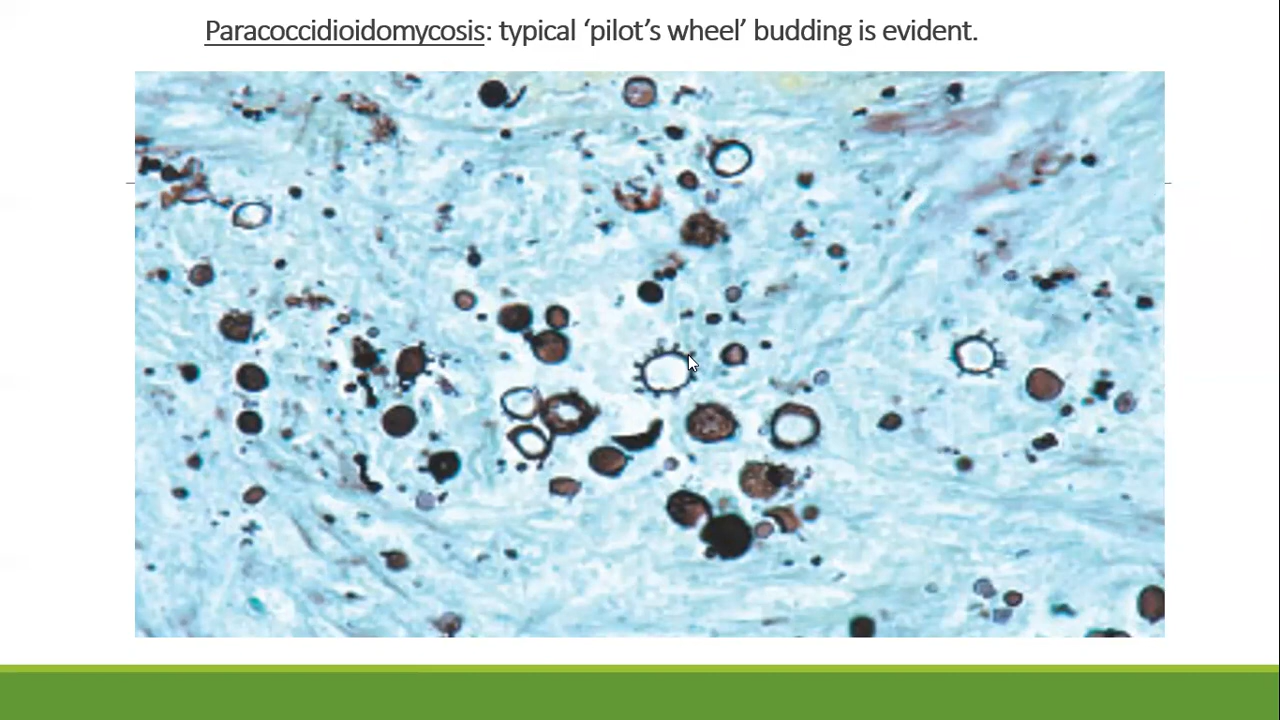 Paracoccidioidomycosis: typical ‘pilot’s wheel’ budding is evident.